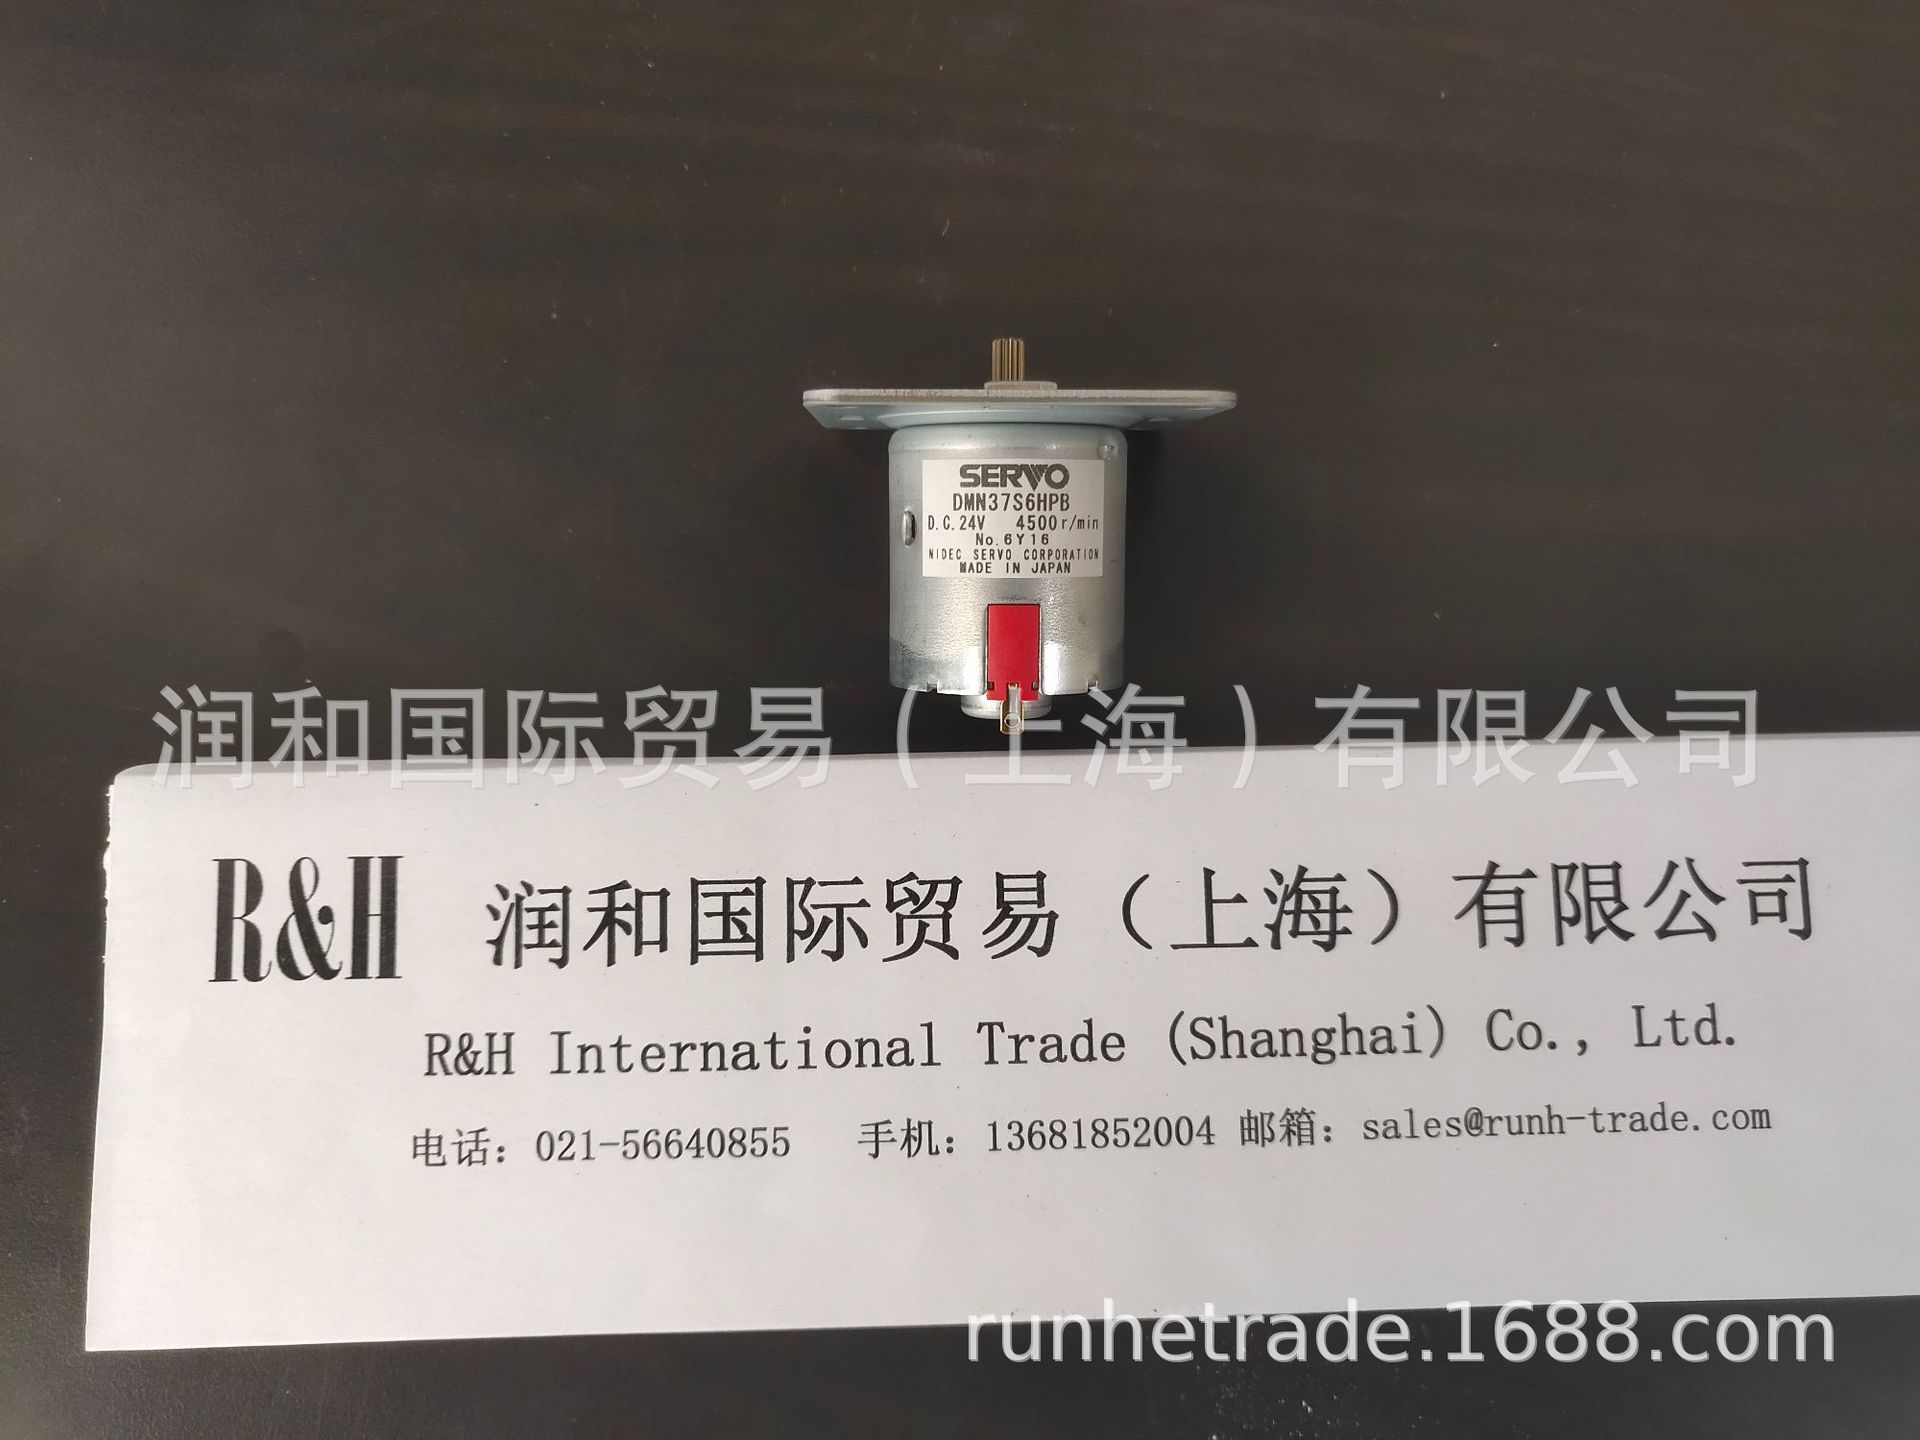 SERVO
DMN37S6HPB
D.C.24V 4500r/min
No.6Y16
NIDEC SERVO CORPORATION
MADE IN JAPAN
润和国际贸易（上海）有限公司
R&H 润和国际贸易（上海）有限公司
R&H International Trade (Shanghai) Co., Ltd.
电话：021-56640855 手机：13681852004 邮箱：sales@runh-trade.com
runhetrade.1688.com